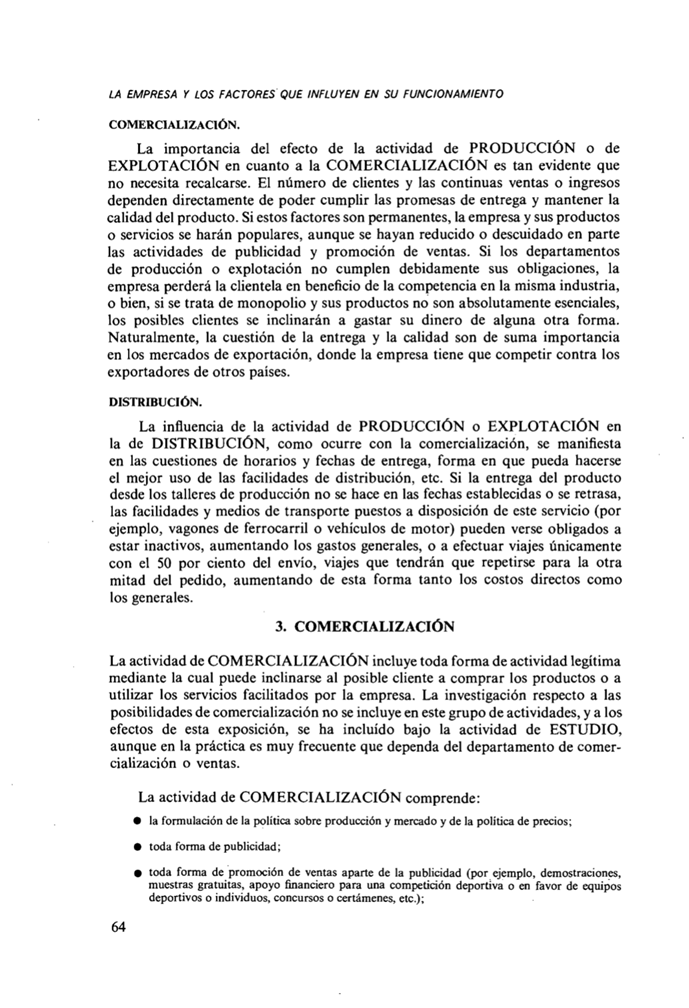 LA EMPRESA Y LOS FACTORES QUE INFLUYEN EN SU FUNCIONAMIENTO
COMERCIALIZACIÓN.
La importancia del efecto de la actividad de PRODUCCIÓN o de
EXPLOTACIÓN en cuanto a la COMERCIALIZACIÓN es tan evidente que
no necesita recalcarse. El número de clientes y las continuas ventas o ingresos
dependen directamente de poder cumplir las promesas de entrega y mantener la
calidad del producto. Si estos factores son permanentes, la empresa y sus productos
o servicios se harán populares, aunque se hayan reducido o descuidado en parte
las actividades de publicidad y promoción de ventas. Si los departamentos
de producción o explotación no cumplen debidamente sus obligaciones, la
empresa perderá la clientela en beneficio de la competencia en la misma industria,
o bien, si se trata de monopolio y sus productos no son absolutamente esenciales,
los posibles clientes se inclinarán a gastar su dinero de alguna otra forma.
Naturalmente, la cuestión de la entrega y la calidad son de suma importancia
en los mercados de exportación, donde la empresa tiene que competir contra los
exportadores de otros países.
DISTRIBUCIÓN.
La influencia de la actividad de PRODUCCIÓN o EXPLOTACIÓN en
la de DISTRIBUCIÓN, como ocurre con la comercialización, se manifiesta
en las cuestiones de horarios y fechas de entrega, forma en que pueda hacerse
el mejor uso de las facilidades de distribución, etc. Si la entrega del producto
desde los talleres de producción no se hace en las fechas establecidas o se retrasa,
las facilidades y medios de transporte puestos a disposición de este servicio (por
ejemplo, vagones de ferrocarril o vehículos de motor) pueden verse obligados a
estar inactivos, aumentando los gastos generales, o a efectuar viajes únicamente
con el 50 por ciento del envío, viajes que tendrán que repetirse para la otra
mitad del pedido, aumentando de esta forma tanto los costos directos como
los generales.
3. COMERCIALIZACIÓN
La actividad de COMERCIALIZACIÓN incluye toda forma de actividad legítima
mediante la cual puede inclinarse al posible cliente a comprar los productos o a
utilizar los servicios facilitados por la empresa. La investigación respecto a las
posibilidades de comercialización no se incluye en este grupo de actividades, y a los
efectos de esta exposición, se ha incluído bajo la actividad de ESTUDIO,
aunque en la práctica es muy frecuente que dependa del departamento de comer-
cialización o ventas.
La actividad de COMERCIALIZACIÓN comprende:
● la formulación de la política sobre producción y mercado y de la política de precios;
● toda forma de publicidad;
● toda forma de promoción de ventas aparte de la publicidad (por ejemplo, demostraciones,
muestras gratuitas, apoyo financiero para una competición deportiva o en favor de equipos
deportivos o individuos, concursos o certámenes, etc.);
64